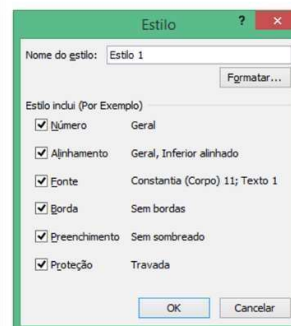 Estilo
? ×
Nome do estilo: Estilo 1
Formatar...
Estilo inclui (Por Exemplo)
Número Geral
Alinhamento Geral, Inferior alinhado
Fonte Constantia (Corpo) 11; Texto 1
Borda Sem bordas
Preenchimento Sem sombreado
Proteção Travada
OK Cancelar